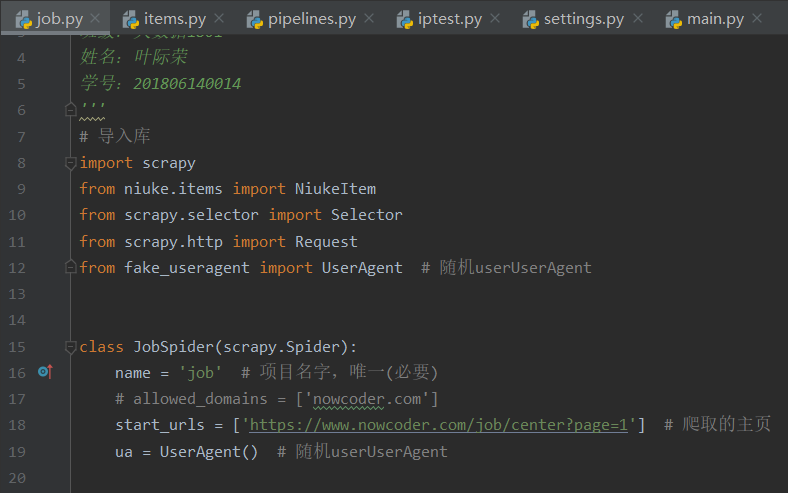 job.py items.py pipelines.py iptest.py settings.py main.py
4 姓名：叶际荣
5 学号：201806140014
6 '''
7 # 导入库
8 import scrapy
9 from niuke.items import NiukeItem
10 from scrapy.selector import Selector
11 from scrapy.http import Request
12 from fake_useragent import UserAgent # 随机userUserAgent
13
14
15 class JobSpider(scrapy.Spider):
16 name = 'job' # 项目名字，唯一(必要)
17 # allowed_domains = ['nowcoder.com']
18 start_urls = ['https://www.nowcoder.com/job/center?page=1'] # 爬取的主页
19 ua = UserAgent() # 随机userUserAgent
20